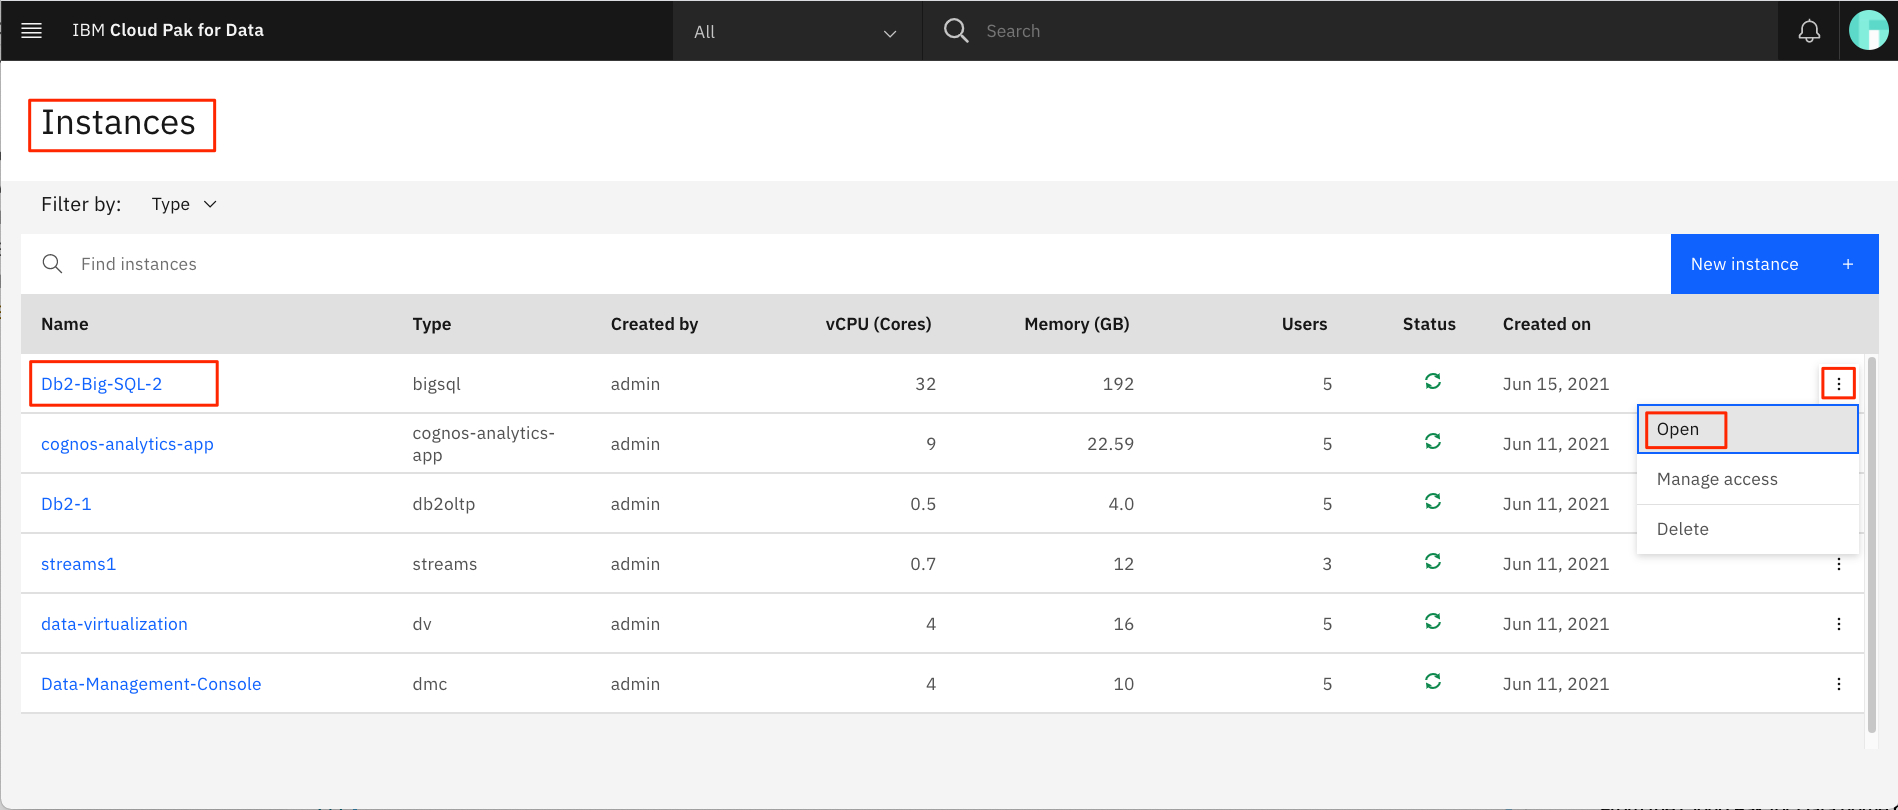 IBM Cloud Pak for Data
All
Search
Instances
Filter by: Type
Find instances
New instance +
Name Type Created by vCPU (Cores) Memory (GB) Users Status Created on
Db2-Big-SQL-2 bigsql admin 32 192 5 Jun 15, 2021
cognos-analytics-app cognos-analytics-
app admin 9 22.59 5 Jun 11, 2021
Db2-1 db2oltp admin 0.5 4.0 5 Jun 11, 2021
streams1 streams admin 0.7 12 3 Jun 11, 2021
data-virtualization dv admin 4 16 5 Jun 11, 2021
Data-Management-Console dmc admin 4 10 5 Jun 11, 2021
Open
Manage access
Delete